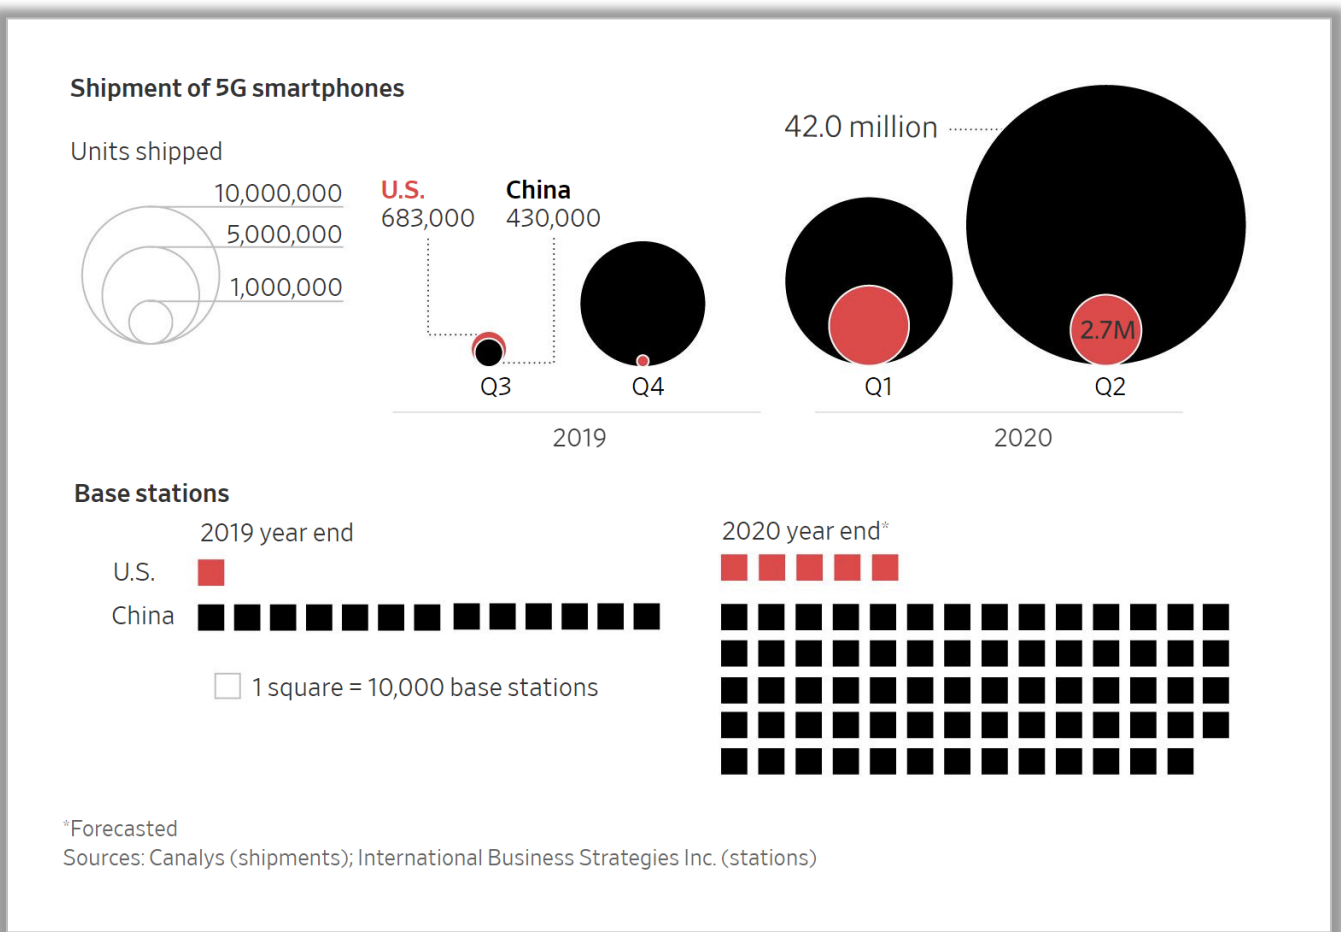 Shipment of 5G smartphones
Units shipped
10,000,000
5,000,000
1,000,000
U.S.
683,000
China
430,000
42.0 million
2.7M
Q3
Q4
Q1
Q2
2019
2020
Base stations
2019 year end
2020 year end*
U.S.
China
1 square = 10,000 base stations
*Forecasted
Sources: Canalys (shipments); International Business Strategies Inc. (stations)